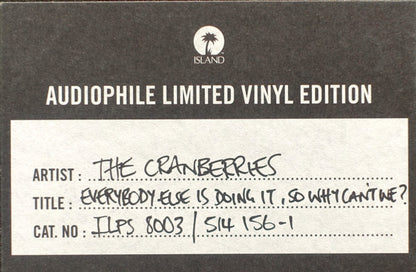 ISLAND
AUDIOPHILE LIMITED VINYL EDITION
ARTIST : THE CRANBERRIES
TITLE : EVERYBODY ELSE IS DOING IT, SO WHY CAN'T WE?
CAT. NO : ILPS 8003 / 514 156-1